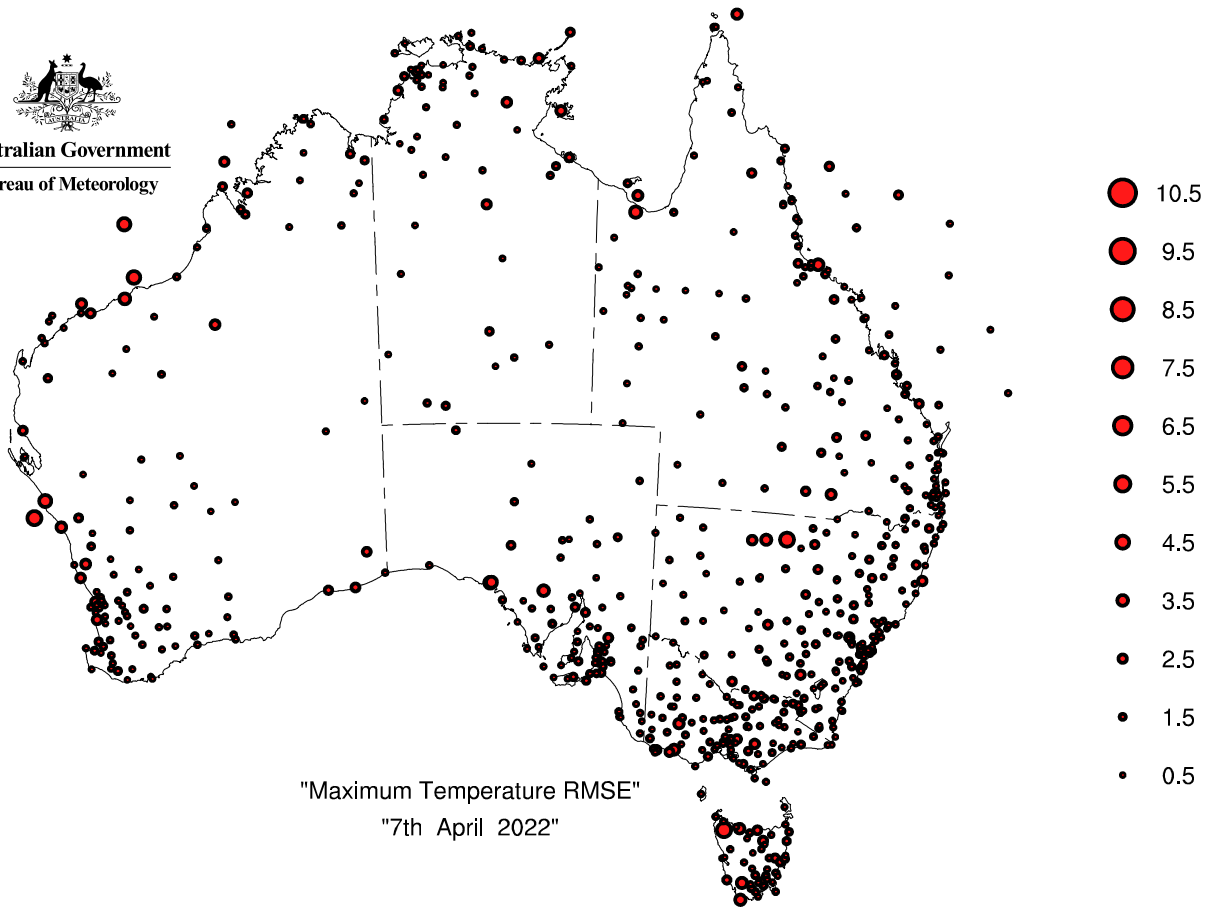 AUSTRALIA
tralian Government
reau of Meteorology
10.5
9.5
8.5
7.5
6.5
5.5
4.5
3.5
2.5
1.5
0.5
"Maximum Temperature RMSE"
"7th April 2022"